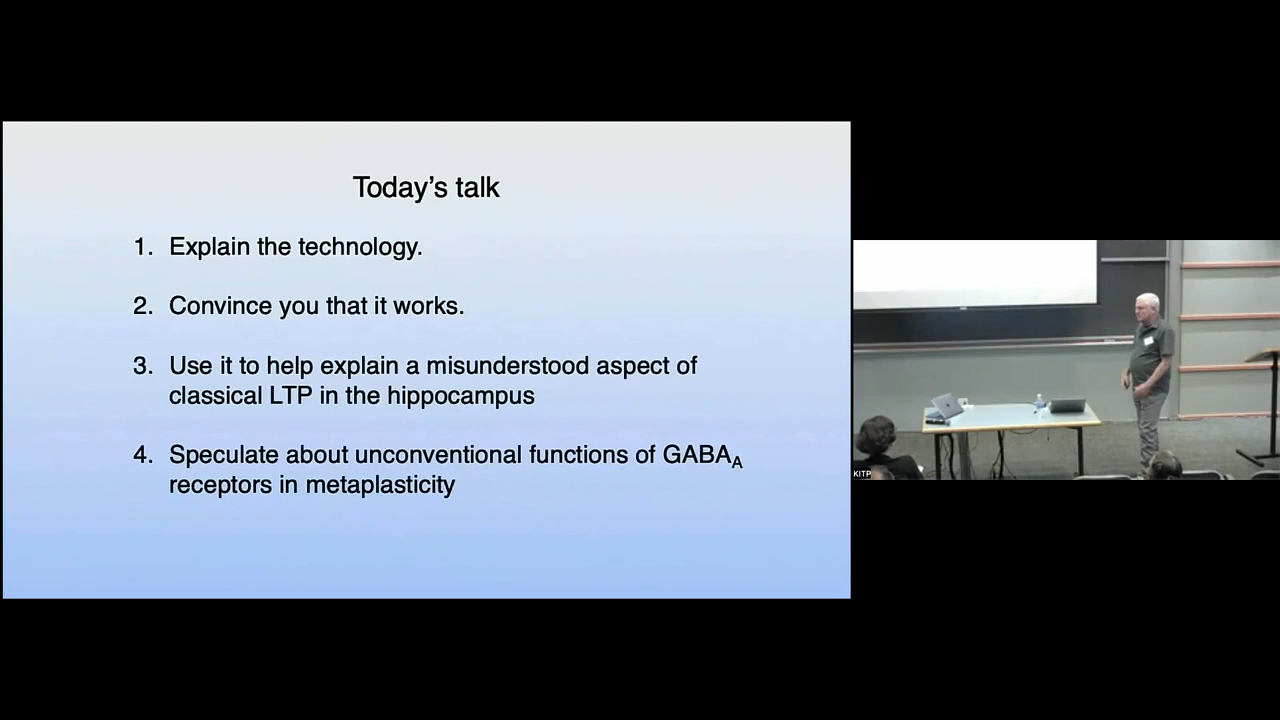 Today's talk
1. Explain the technology.
2. Convince you that it works.
3. Use it to help explain a misunderstood aspect of
classical LTP in the hippocampus
4. Speculate about unconventional functions of GABAA
receptors in metaplasticity
KITP